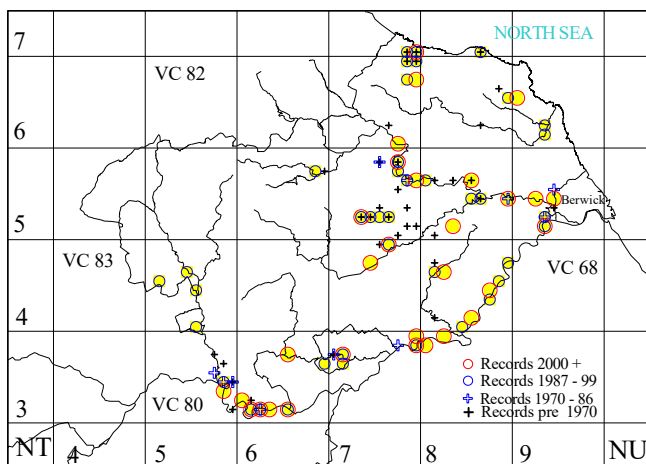 7
NORTH SEA
VC 82
6
Berwick
5
VC 83
VC 68
4
Records 2000 +
Records 1987 - 99
VC 80
Records 1970 - 86
3
Records pre 1970
NT 4 5 6 7 8 9 NU